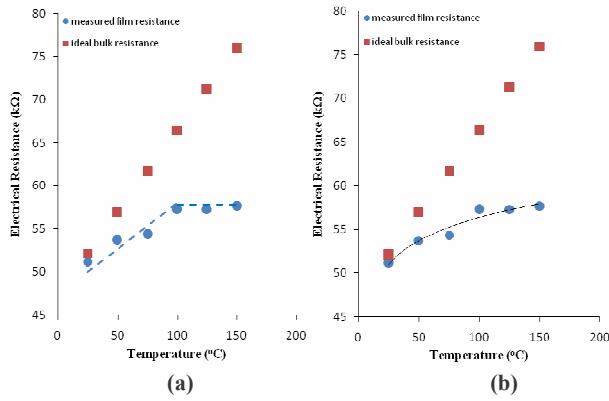 80
measured film resistance
ideal bulk resistance
75
70
65
60
55
50
45
0
50
100
150
200
Electrical Resistance (kΩ)
Temperature (°C)
(a)
80
measured film resistance
ideal bulk resistance
75
70
65
60
55
50
45
0
50
100
150
200
Electrical Resistance (kΩ)
Temperature (°C)
(b)